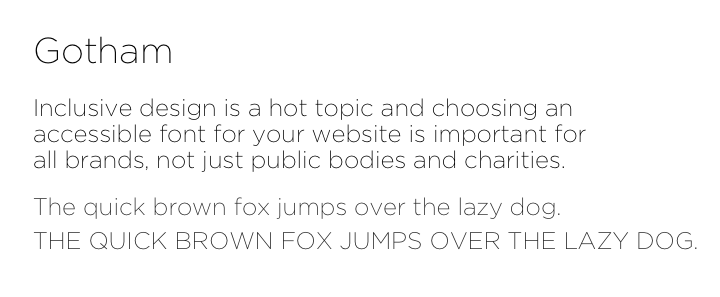 Gotham
Inclusive design is a hot topic and choosing an
accessible font for your website is important for
all brands, not just public bodies and charities.
The quick brown fox jumps over the lazy dog.
THE QUICK BROWN FOX JUMPS OVER THE LAZY DOG.